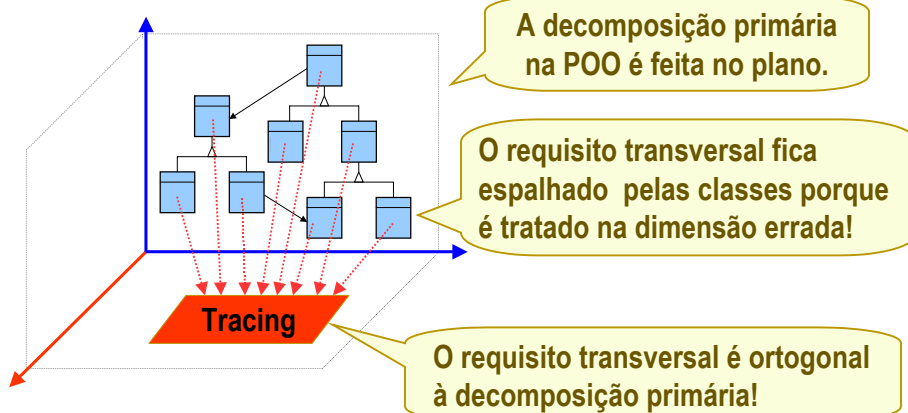 A decomposição primária
na POO é feita no plano.
O requisito transversal fica
espalhado pelas classes porque
é tratado na dimensão errada!
Tracing
O requisito transversal é ortogonal
à decomposição primária!